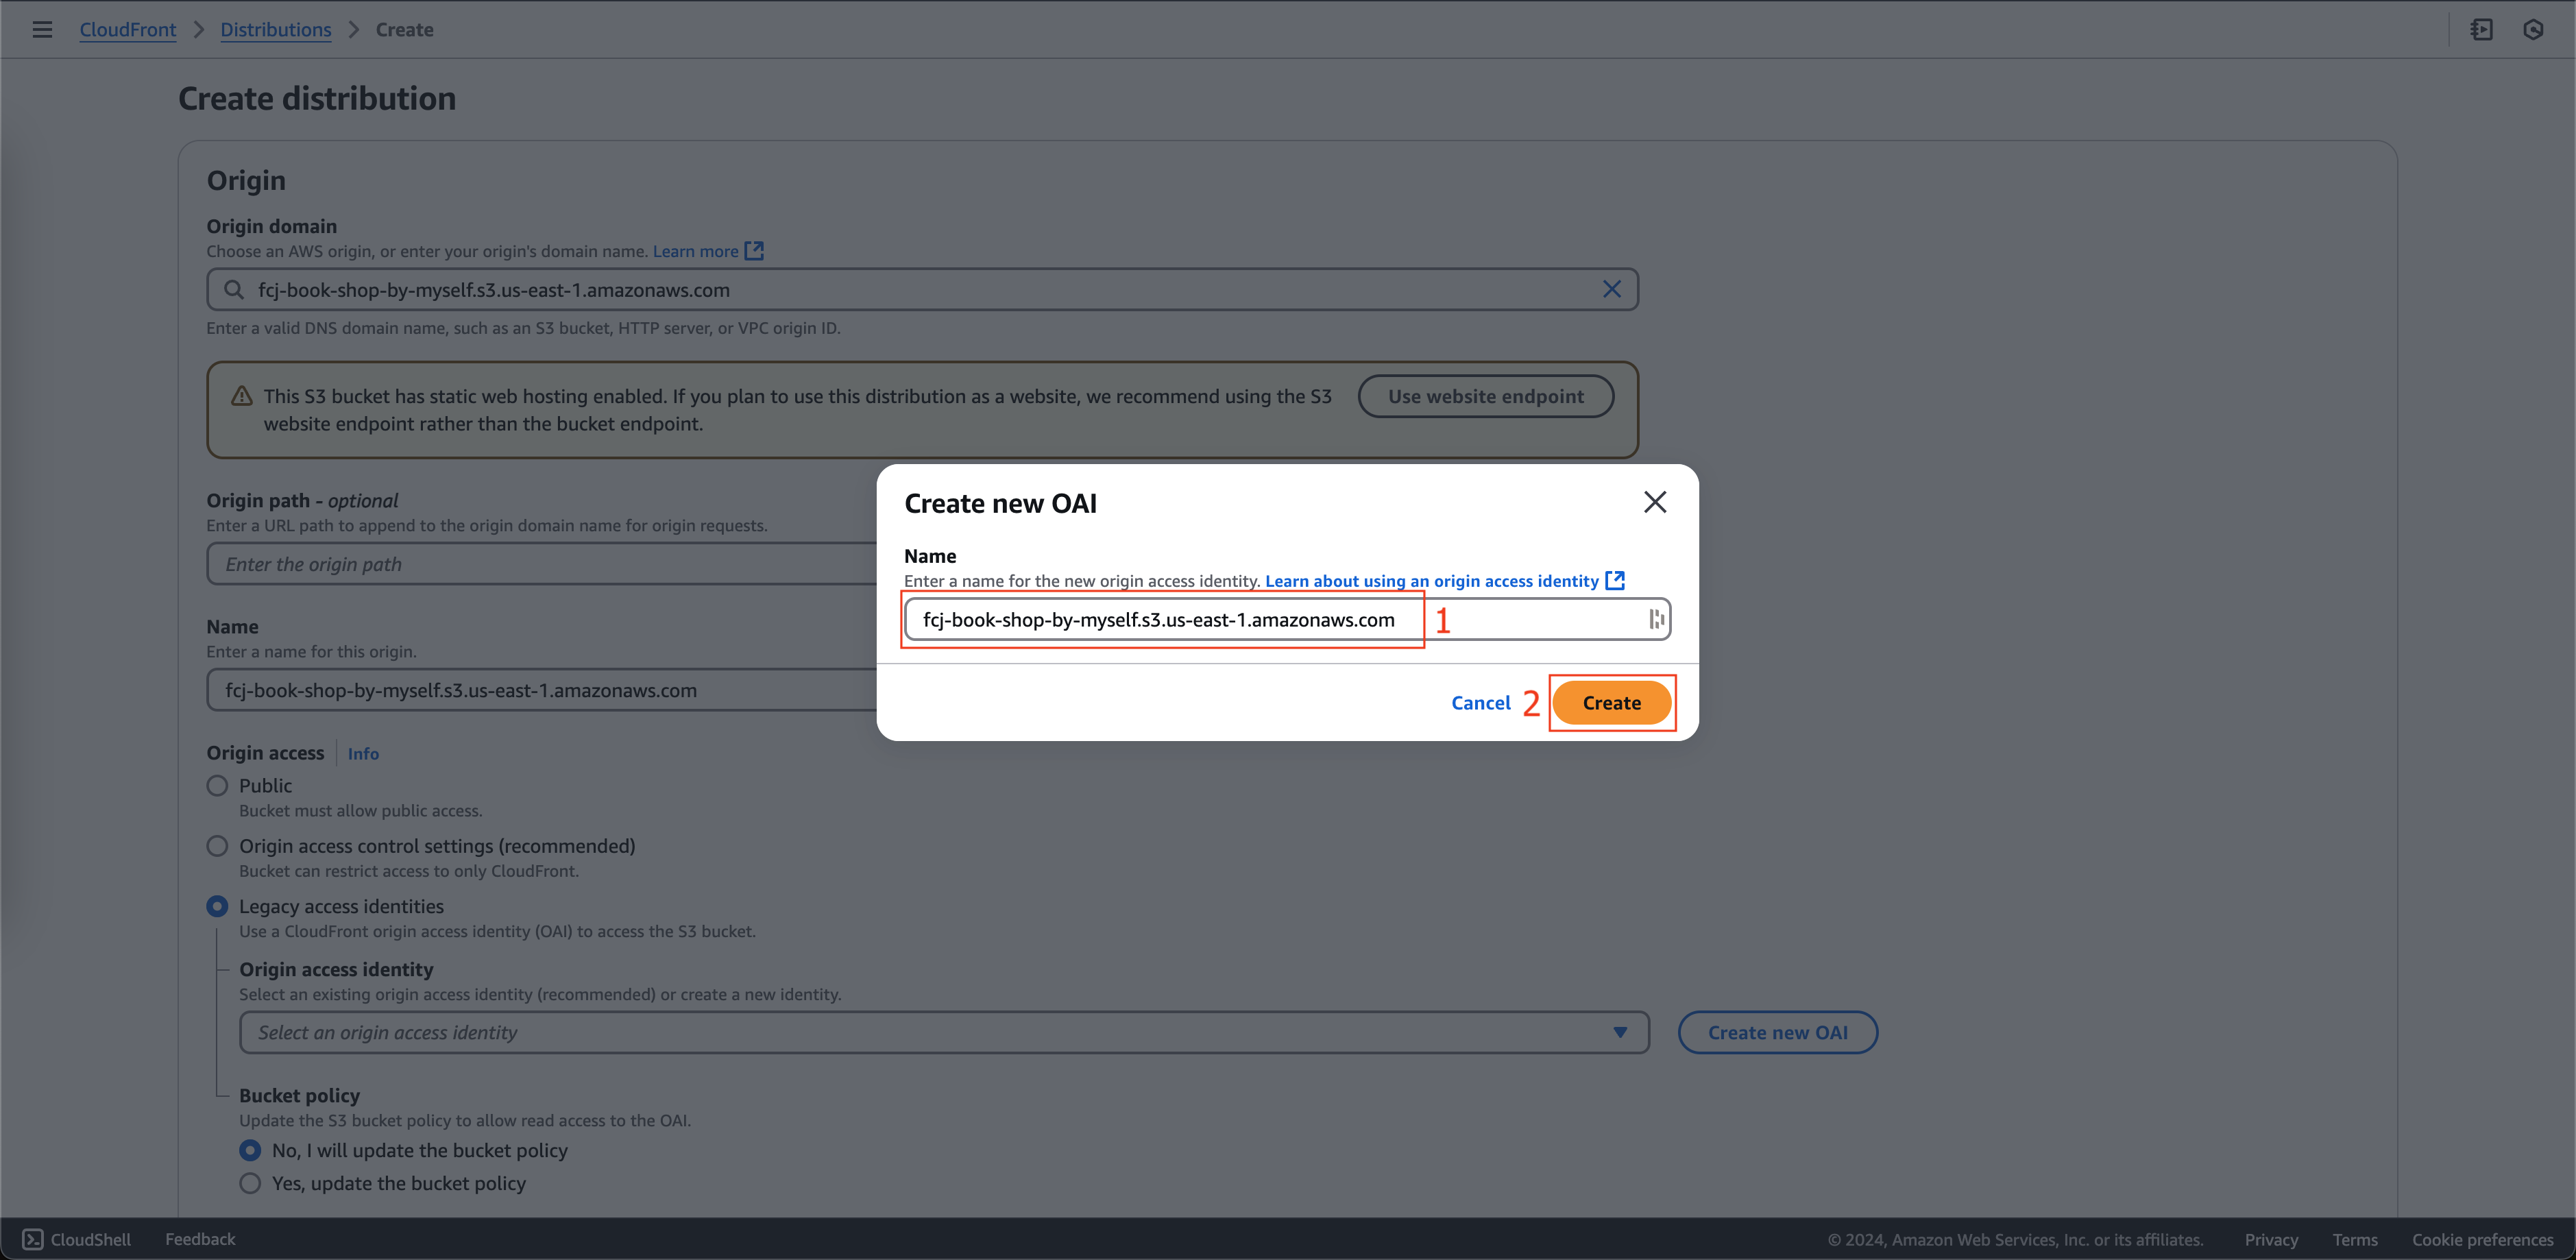 CloudFront > Distributions > Create
Create distribution
Origin
Origin domain
Choose an AWS origin, or enter your origin's domain name. Learn more
fcj-book-shop-by-myself.s3.us-east-1.amazonaws.com
Enter a valid DNS domain name, such as an S3 bucket, HTTP server, or VPC origin ID.
This S3 bucket has static web hosting enabled. If you plan to use this distribution as a website, we recommend using the S3
website endpoint rather than the bucket endpoint.
Use website endpoint
Origin path - optional
Enter a URL path to append to the origin domain name for origin requests.
Enter the origin path
Name
Enter a name for this origin.
fcj-book-shop-by-myself.s3.us-east-1.amazonaws.com
Create new OAI
Name
Enter a name for the new origin access identity. Learn about using an origin access identity
fcj-book-shop-by-myself.s3.us-east-1.amazonaws.com 1
Cancel 2 Create
Origin access Info
Public
Bucket must allow public access.
Origin access control settings (recommended)
Bucket can restrict access to only CloudFront.
Legacy access identities
Use a CloudFront origin access identity (OAI) to access the S3 bucket.
Origin access identity
Select an existing origin access identity (recommended) or create a new identity.
Select an origin access identity
Create new OAI
Bucket policy
Update the S3 bucket policy to allow read access to the OAI.
No, I will update the bucket policy
Yes, update the bucket policy
CloudShell Feedback © 2024, Amazon Web Services, Inc. or its affiliates. Privacy Terms Cookie preferences